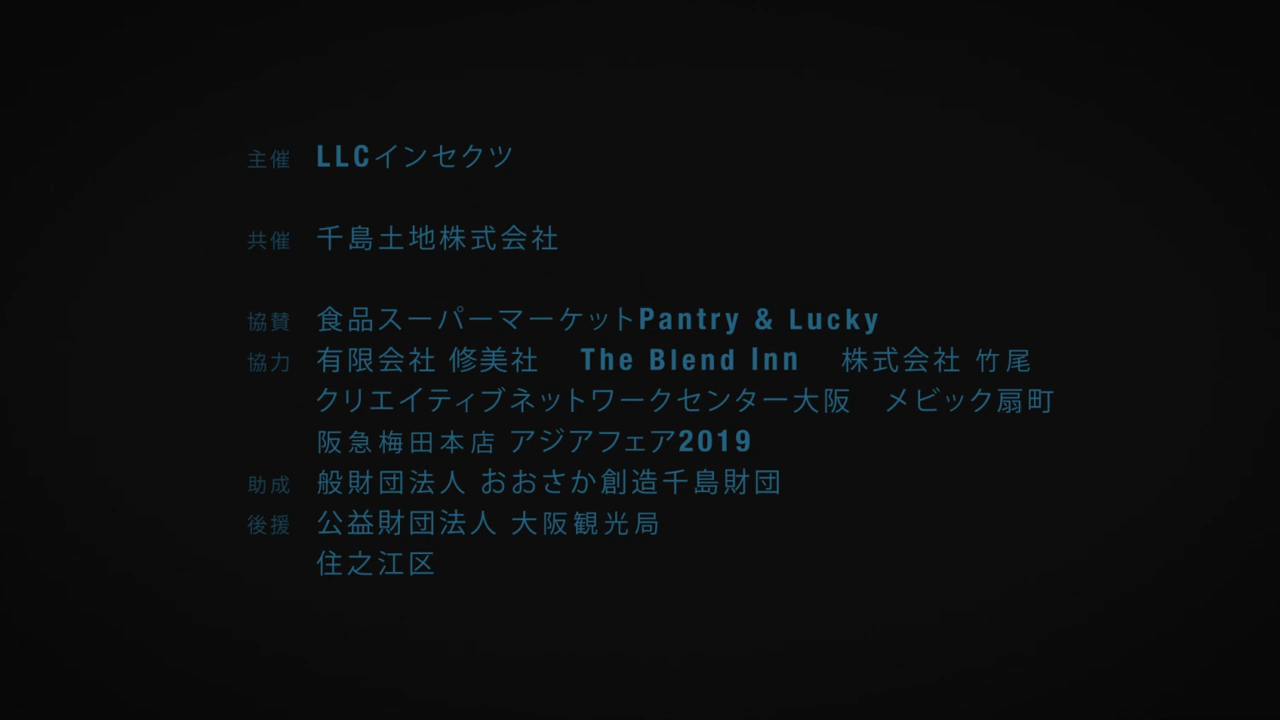 主催 LLCインセクツ
共催 千島土地株式会社
協賛 食品スーパーマーケットPantry & Lucky
協力 有限会社 修美社　The Blend Inn　株式会社 竹尾
クリエイティブネットワークセンター大阪　メビック扇町
阪急梅田本店 アジアフェア2019
助成 般財団法人 おおさか創造千島財団
後援 公益財団法人 大阪観光局
住之江区